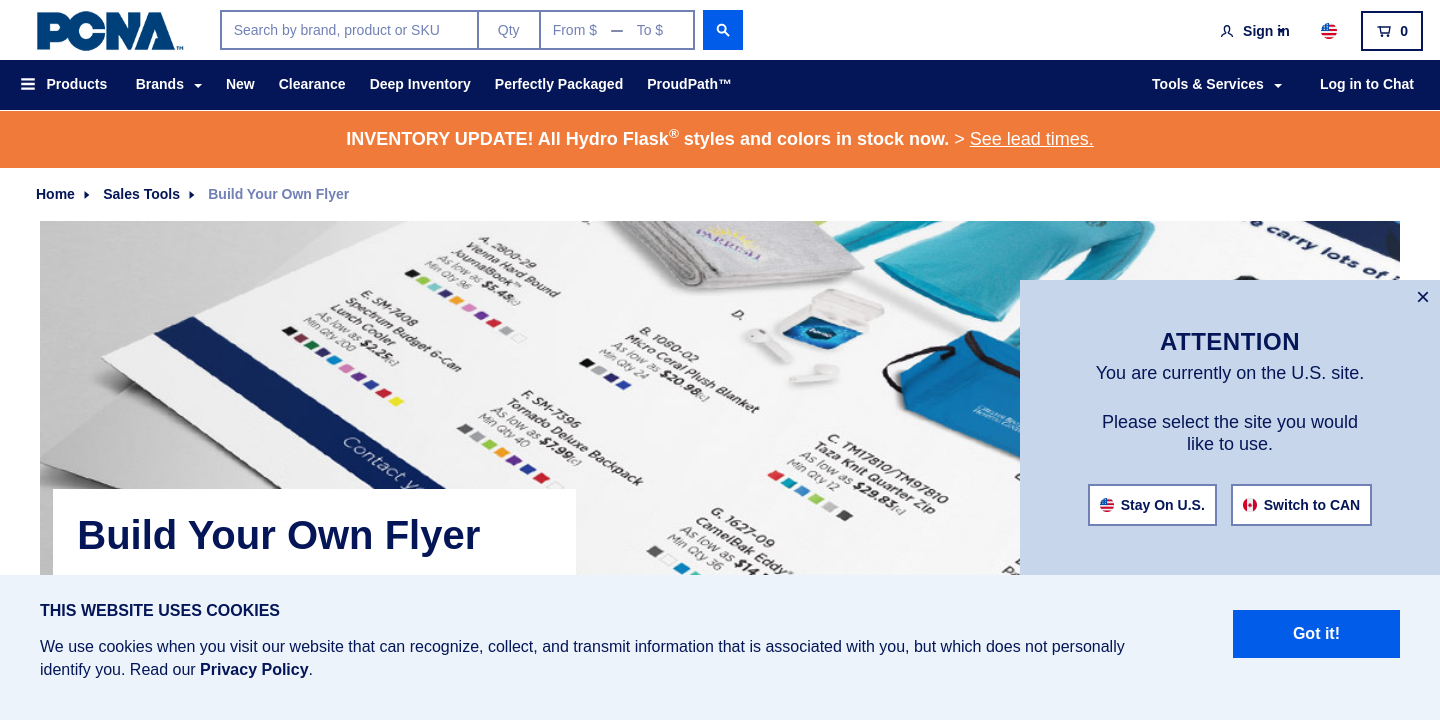 PCNA™
Search by brand, product or SKU
Qty
From $ — To $
Sign in
0
Products
Brands
New
Clearance
Deep Inventory
Perfectly Packaged
ProudPath™
Tools & Services
Log in to Chat
INVENTORY UPDATE! All Hydro Flask® styles and colors in stock now. > See lead times.
Home
Sales Tools
Build Your Own Flyer
A. 2800-29
Vienna Hard Bound
JournalBook™
As low as $5.48(c)
Min Qty 96
E. SM-7408
Spectrum Budget 6-Can
Lunch Cooler
As low as $2.25(c)
Min Qty 200
D.
B. 1080-02
Micro Coral Plush Blanket
As low as $20.98(c)
Min Qty 24
F. SM-7596
Tornado Deluxe Backpack
As low as $7.99(c)
Min Qty 40
C. TM17810/TM97810
Taza Knit Quarter Zip
As low as $29.83(c)
Min Qty 12
G. 1627-09
CamelBak Eddy®
As low as $14.
Min Qty 36
Contact
carry lots of
Build Your Own Flyer
×
ATTENTION
You are currently on the U.S. site.
Please select the site you would
like to use.
Stay On U.S.
Switch to CAN
THIS WEBSITE USES COOKIES
We use cookies when you visit our website that can recognize, collect, and transmit information that is associated with you, but which does not personally
identify you. Read our Privacy Policy.
Got it!